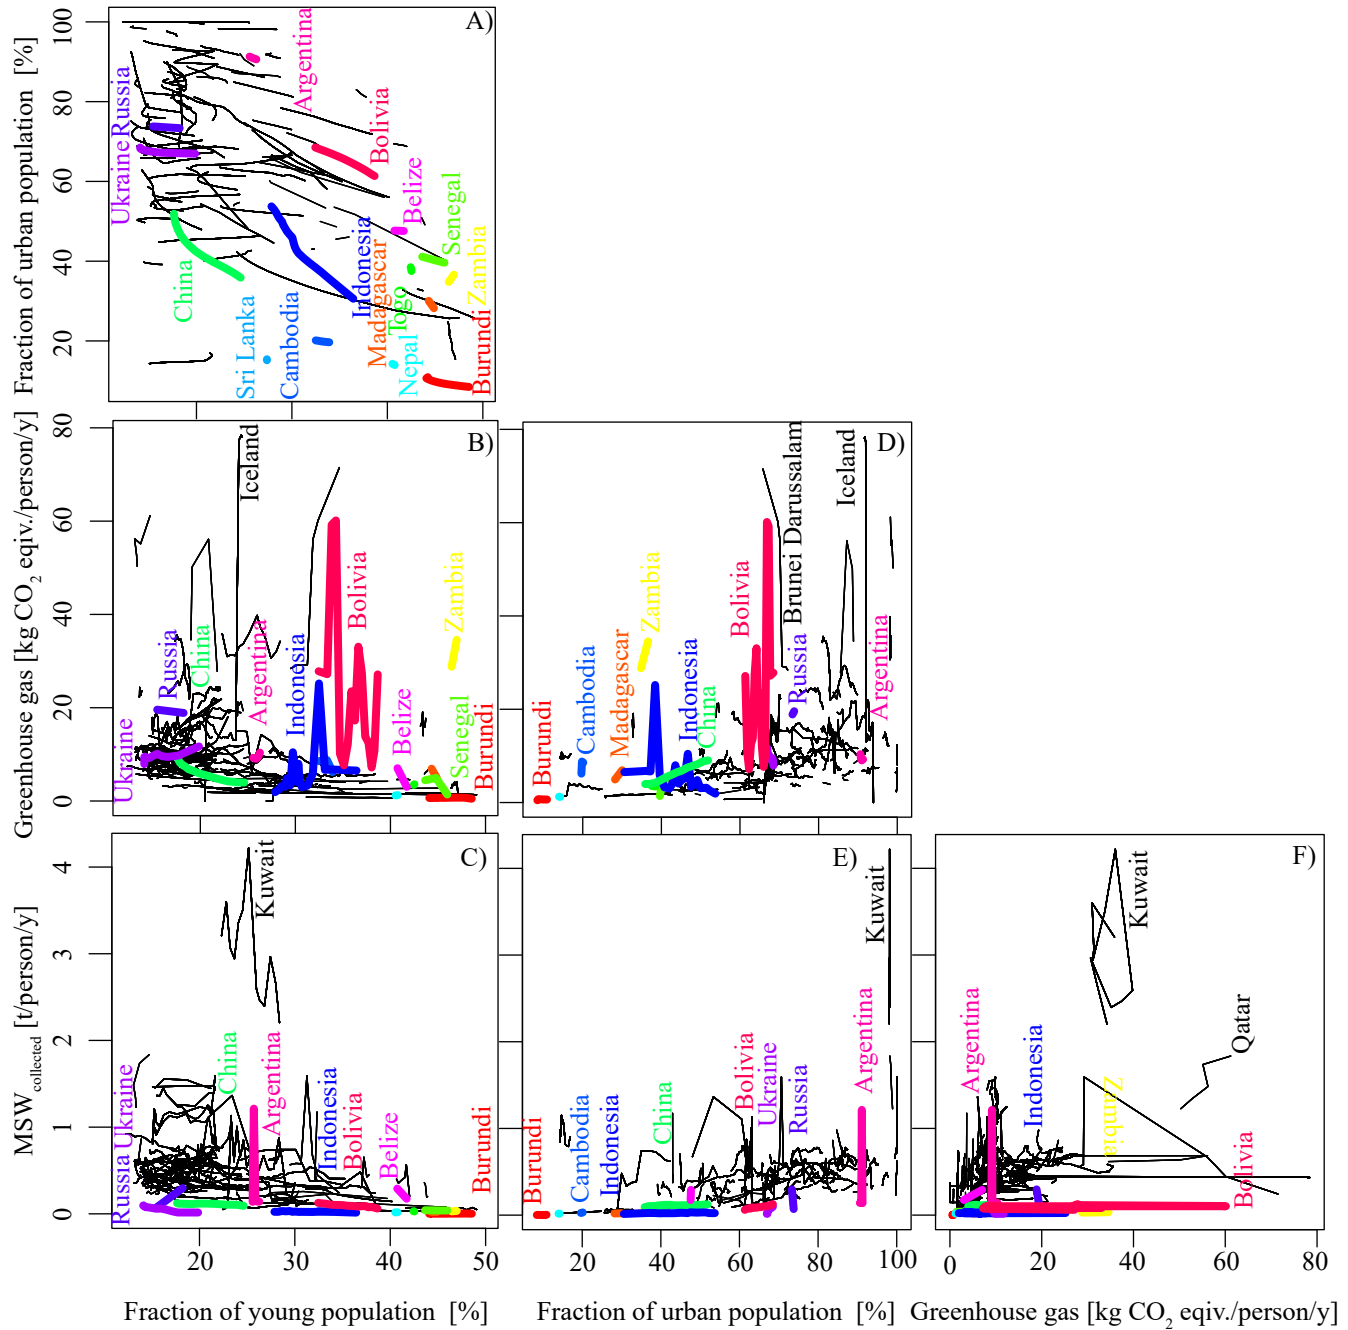 A)
Fraction of urban population [%]
100
80
60
40
20
Ukraine
Russia
Argentina
Bolivia
Belize
Senegal
Zambia
China
Sri Lanka
Cambodia
Indonesia
Madagascar
Togo
Nepal
Burundi
B)
Greenhouse gas [kg CO2 eqiv./person/y]
80
60
40
20
0
Iceland
Bolivia
Zambia
Russia
China
Argentina
Indonesia
Belize
Senegal
Burundi
Ukraine
D)
Burundi
Cambodia
Madagascar
Zambia
Indonesia
China
Bolivia
Brunei Darussalam
Russia
Iceland
Argentina
C)
MSWcollected [t/person/y]
4
3
2
1
0
Russia
Ukraine
China
Kuwait
Argentina
Indonesia
Bolivia
Belize
Burundi
20
30
40
50
Fraction of young population [%]
E)
Burundi
Cambodia
Indonesia
China
Bolivia
Ukraine
Russia
Argentina
Kuwait
20
40
60
80
100
Fraction of urban population [%]
F)
Argentina
Indonesia
Zambia
Kuwait
Qatar
Bolivia
0
20
40
60
80
Greenhouse gas [kg CO2 eqiv./person/y]